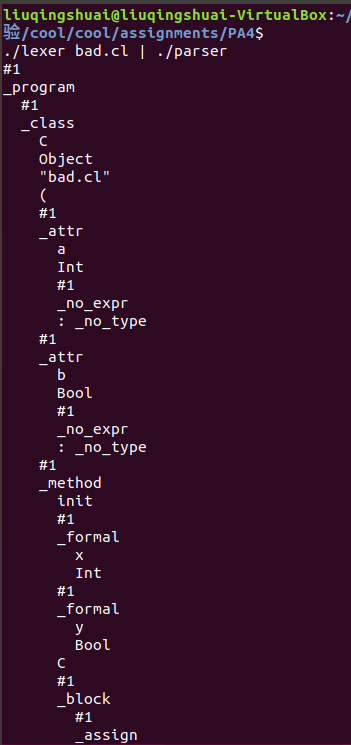 liuqingshuai@liuqingshuai-VirtualBox:~/
验/cool/cool/assignments/PA4$
./lexer bad.cl | ./parser
#1
_program
  #1
  _class
    C
    Object
    "bad.cl"
    (
    #1
    _attr
      a
      Int
      #1
      _no_expr
      : _no_type
    #1
    _attr
      b
      Bool
      #1
      _no_expr
      : _no_type
    #1
    _method
      init
      #1
      _formal
        x
        Int
      #1
      _formal
        y
        Bool
      C
      #1
      _block
        #1
        _assign